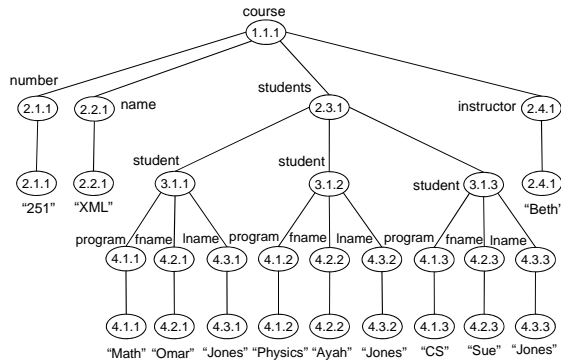 course
1.1.1
number
name
students
instructor
2.1.1 2.2.1 2.3.1 2.4.1
student student student
2.1.1 2.2.1 3.1.1 3.1.2 3.1.3 2.4.1
“251” “XML” “Beth”
program fname lname program fname lname program fname lname
4.1.1 4.2.1 4.3.1 4.1.2 4.2.2 4.3.2 4.1.3 4.2.3 4.3.3
4.1.1 4.2.1 4.3.1 4.1.2 4.2.2 4.3.2 4.1.3 4.2.3 4.3.3
“Math” “Omar” “Jones” “Physics” “Ayah” “Jones” “CS” “Sue” “Jones”